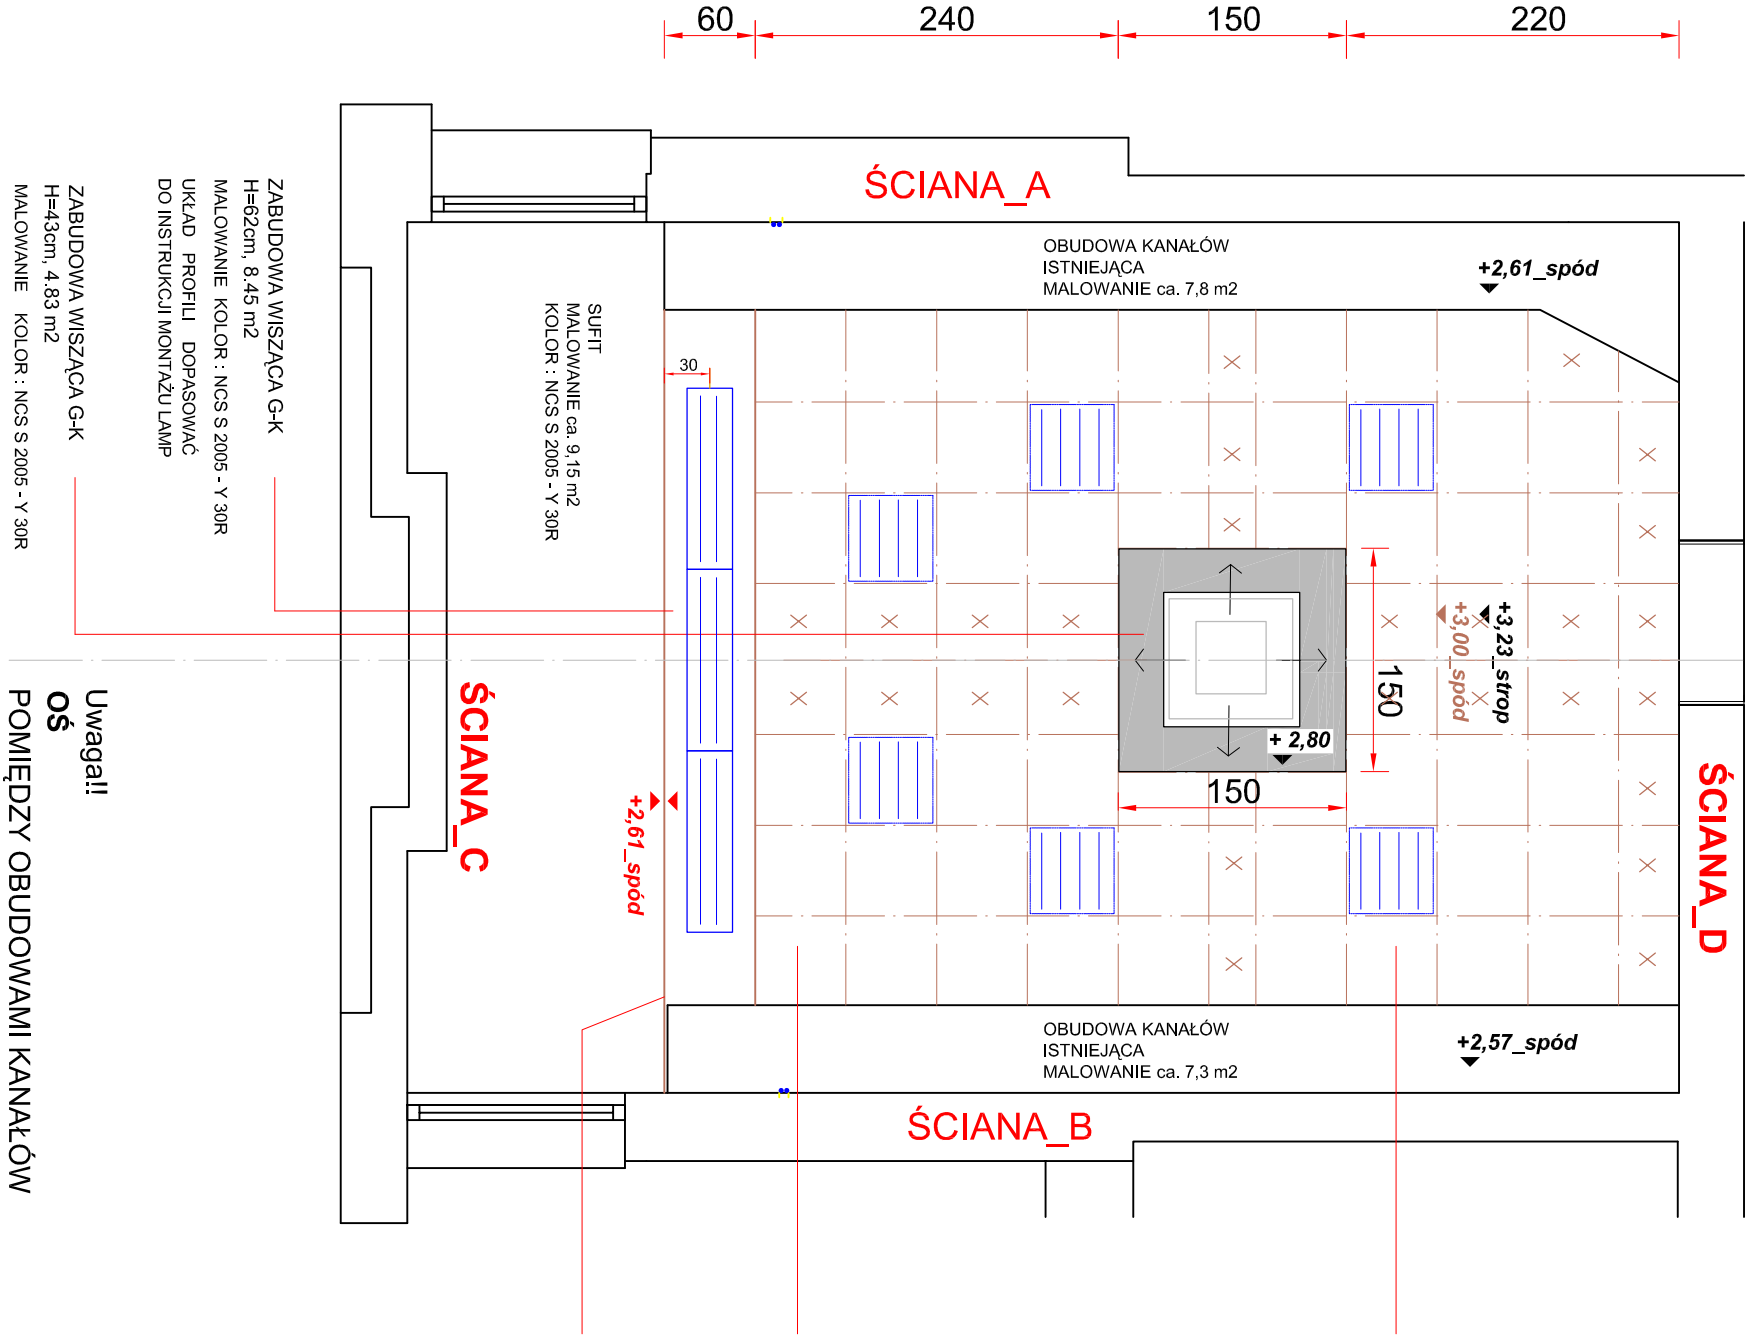 60
240
150
220
ŚCIANA_A
OBUDOWA KANAŁÓW
ISTNIEJĄCA
MALOWANIE ca. 7,8 m2
+2,61_spód
ZABUDOWA WISZĄCA G-K
H=62cm, 8.45 m2
MALOWANIE KOLOR : NCS S 2005 - Y 30R
UKŁAD PROFILI DOPASOWAĆ
DO INSTRUKCJI MONTAŻU LAMP
ZABUDOWA WISZĄCA G-K
H=43cm, 4.83 m2
MALOWANIE KOLOR : NCS S 2005 - Y 30R
SUFIT
MALOWANIE ca. 9,15 m2
KOLOR : NCS S 2005 - Y 30R
30
+3,23_strop
+3,00_spód
150
+ 2,80
150
ŚCIANA_C
+2,61_spód
ŚCIANA_D
Uwaga!!
OŚ
POMIĘDZY OBUDOWAMI KANAŁÓW
OBUDOWA KANAŁÓW
ISTNIEJĄCA
MALOWANIE ca. 7,3 m2
+2,57_spód
ŚCIANA_B